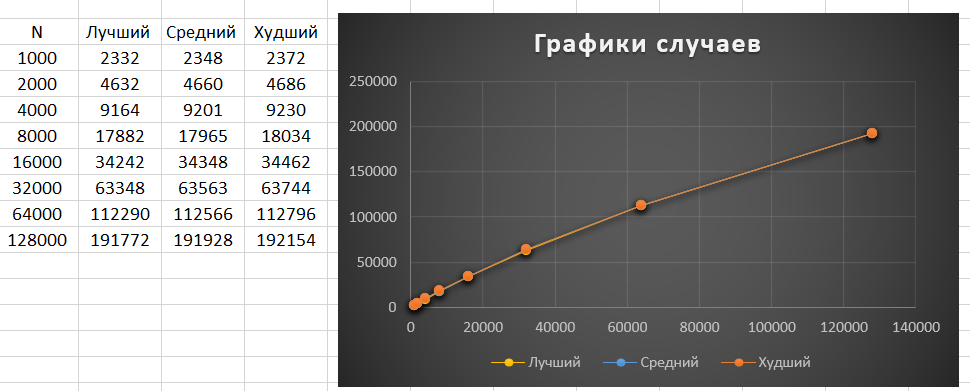 N Лучший Средний Худший
1000 2332 2348 2372
2000 4632 4660 4686
4000 9164 9201 9230
8000 17882 17965 18034
16000 34242 34348 34462
32000 63348 63563 63744
64000 112290 112566 112796
128000 191772 191928 192154
Графики случаев
250000
200000
150000
100000
50000
0
0 20000 40000 60000 80000 100000 120000 140000
Лучший Средний Худший